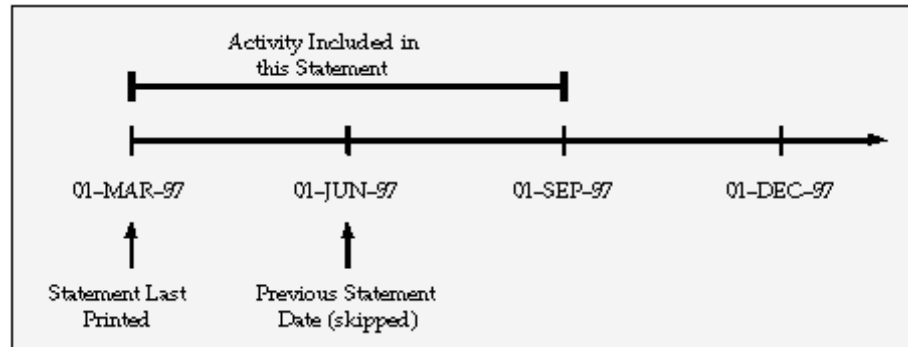 Activity Included in
this Statement
01–MAR–97
01–JUN–97
01–SEP–97
01–DEC–97
Statement Last
Printed
Previous Statement
Date (skipped)